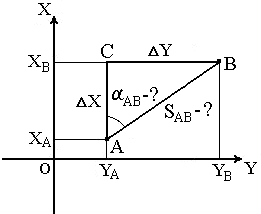 X
C ΔY
X_B B
α_AB-?
ΔX S_AB-?
X_A A
O Y_A Y_B Y